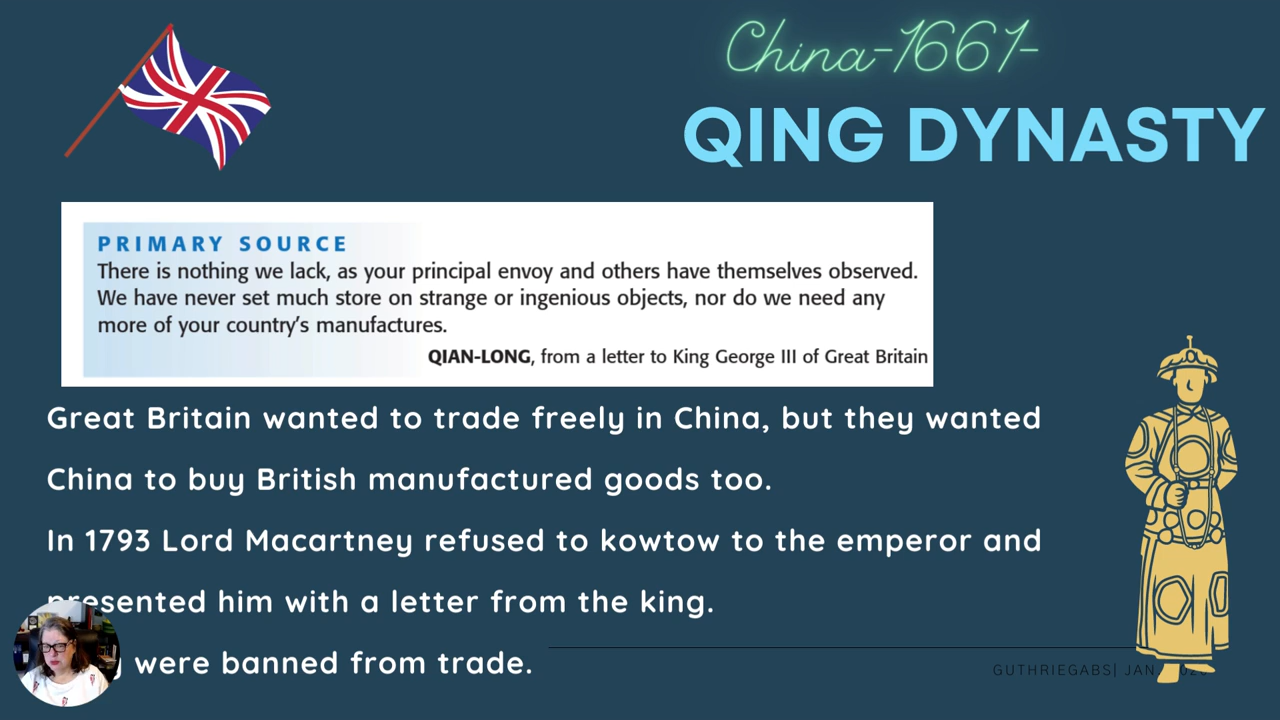 China-1661-
QING DYNASTY
PRIMARY SOURCE
There is nothing we lack, as your principal envoy and others have themselves observed.
We have never set much store on strange or ingenious objects, nor do we need any
more of your country's manufactures.
QIAN-LONG, from a letter to King George III of Great Britain
Great Britain wanted to trade freely in China, but they wanted
China to buy British manufactured goods too.
In 1793 Lord Macartney refused to kowtow to the emperor and
presented him with a letter from the king.
were banned from trade.
GUTHRIEGABS| JAN.